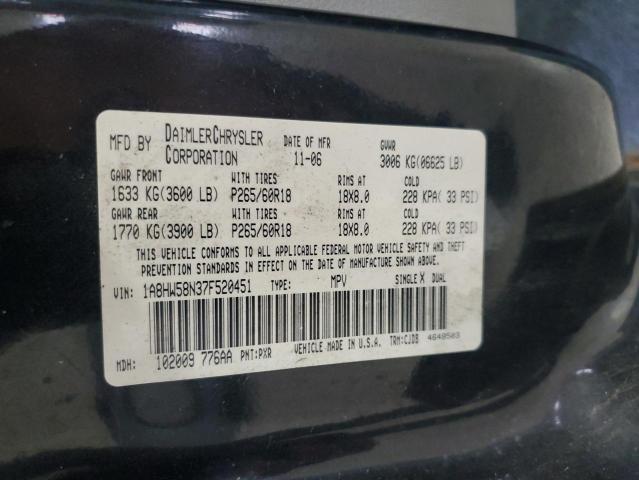 MFD BY DAIMLERCHRYSLER CORPORATION DATE OF MFR 11-06 GVWR 3006 KG(06625 LB)
GAWR FRONT WITH TIRES RIMS AT COLD
1633 KG(3600 LB) P265/60R18 18X8.0 228 KPA( 33 PSI)
GAWR REAR WITH TIRES RIMS AT COLD
1770 KG(3900 LB) P265/60R18 18X8.0 228 KPA( 33 PSI)
THIS VEHICLE CONFORMS TO ALL APPLICABLE FEDERAL MOTOR VEHICLE SAFETY AND THEFT
PREVENTION STANDARDS IN EFFECT ON THE DATE OF MANUFACTURE SHOWN ABOVE.
VIN: 1A8HW58N37F520451 TYPE: MPV SINGLE X DUAL
MDH: 102009 776AA PNT:PXR VEHICLE MADE IN U.S.A. TRM:CJDB 4648503